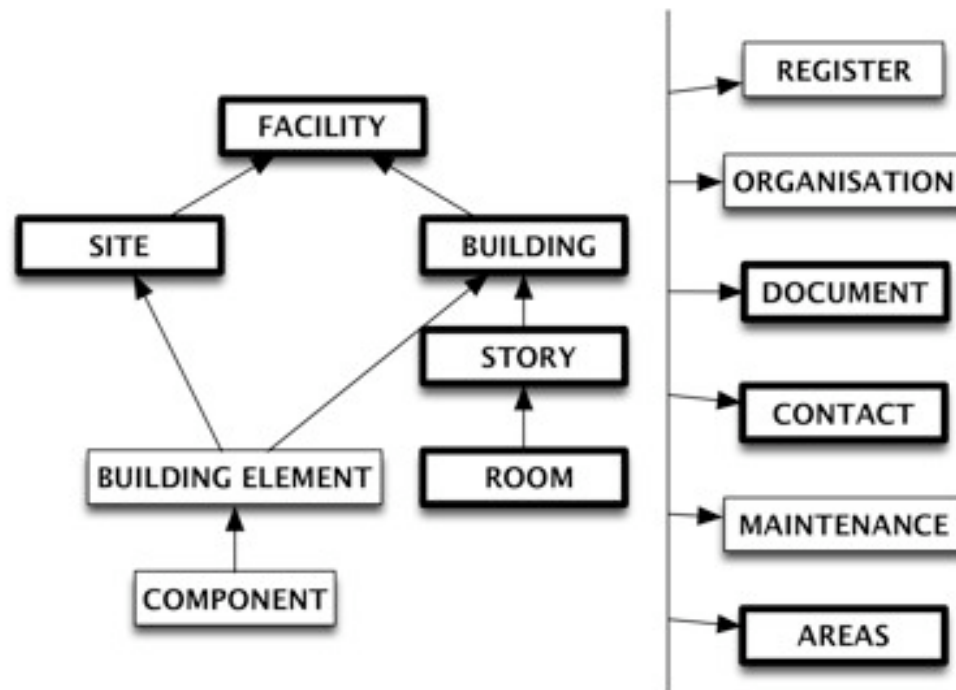 FACILITY
SITE
BUILDING
STORY
BUILDING ELEMENT
ROOM
COMPONENT
REGISTER
ORGANISATION
DOCUMENT
CONTACT
MAINTENANCE
AREAS